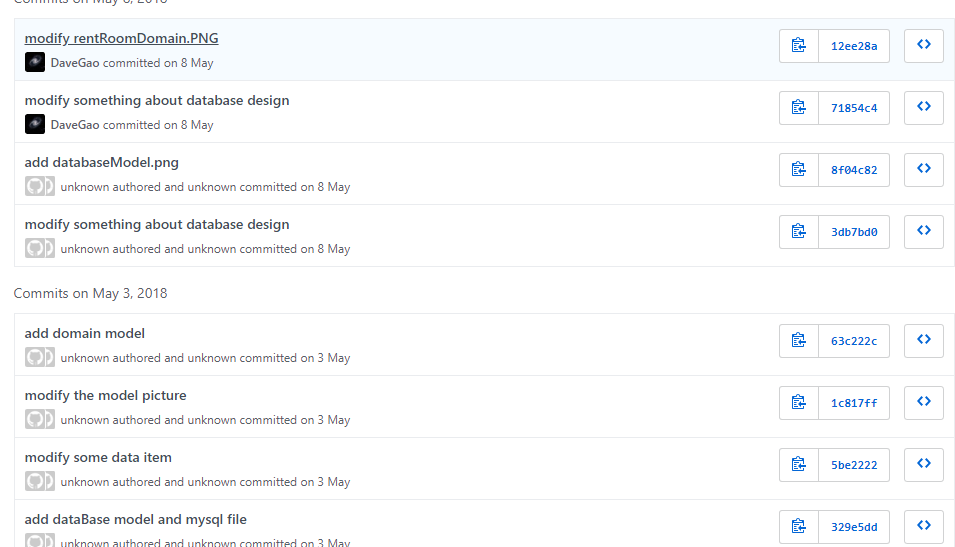 Commits on May 8, 2018
modify rentRoomDomain.PNG
12ee28a
DaveGao committed on 8 May
modify something about database design
71854c4
DaveGao committed on 8 May
add databaseModel.png
8f04c82
unknown authored and unknown committed on 8 May
modify something about database design
3db7bd0
unknown authored and unknown committed on 8 May
Commits on May 3, 2018
add domain model
63c222c
unknown authored and unknown committed on 3 May
modify the model picture
1c817ff
unknown authored and unknown committed on 3 May
modify some data item
5be2222
unknown authored and unknown committed on 3 May
add dataBase model and mysql file
329e5dd
unknown authored and unknown committed on 3 May